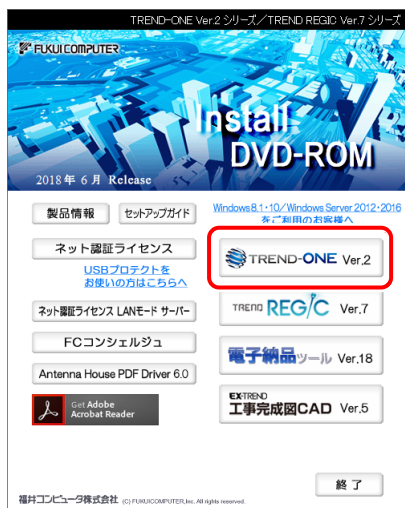 TREND-ONE Ver.2 シリーズ／TREND REGIC Ver.7 シリーズ
FUKUI COMPUTER
Install
DVD-ROM
2018年 6月 Release
製品情報
セットアップガイド
Windows8.1・10／Windows Server 2012・2016
をご利用のお客様へ
ネット認証ライセンス
USBプロテクトを
お使いの方はこちらへ
TREND-ONE Ver.2
ネット認証ライセンス LANモード サーバー
TREND REGIC Ver.7
FCコンシェルジュ
電子納品ツール Ver.18
Antenna House PDF Driver 6.0
EX-TREND
工事完成図CAD Ver.5
Get Adobe
Acrobat Reader
終了
福井コンピュータ株式会社 (C) FUKUICOMPUTER,Inc. All rights reserved.